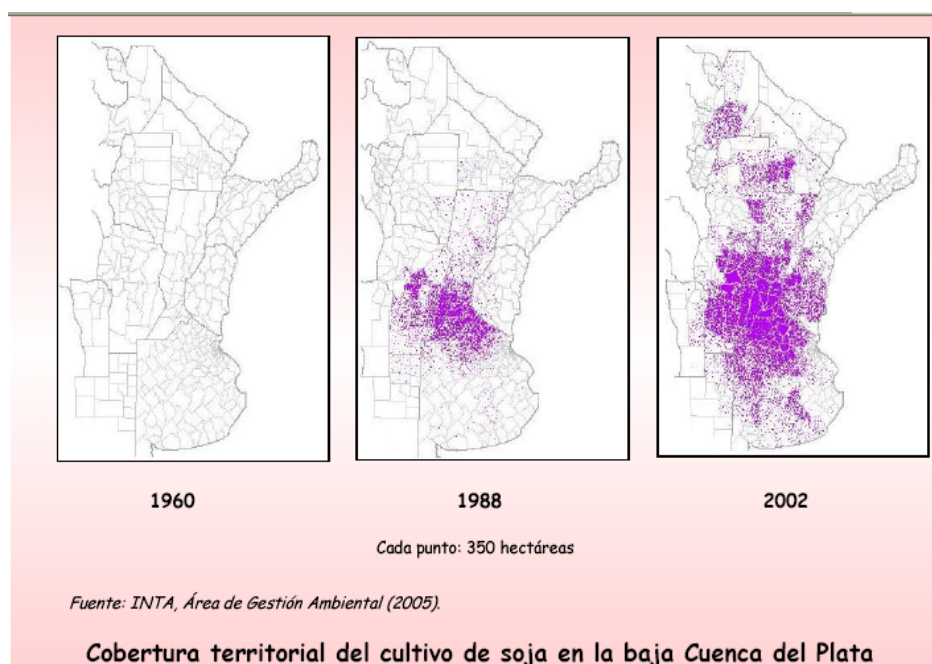 1960
1988
2002
Cada punto: 350 hectáreas
Fuente: INTA, Área de Gestión Ambiental (2005).
Cobertura territorial del cultivo de soja en la baja Cuenca del Plata